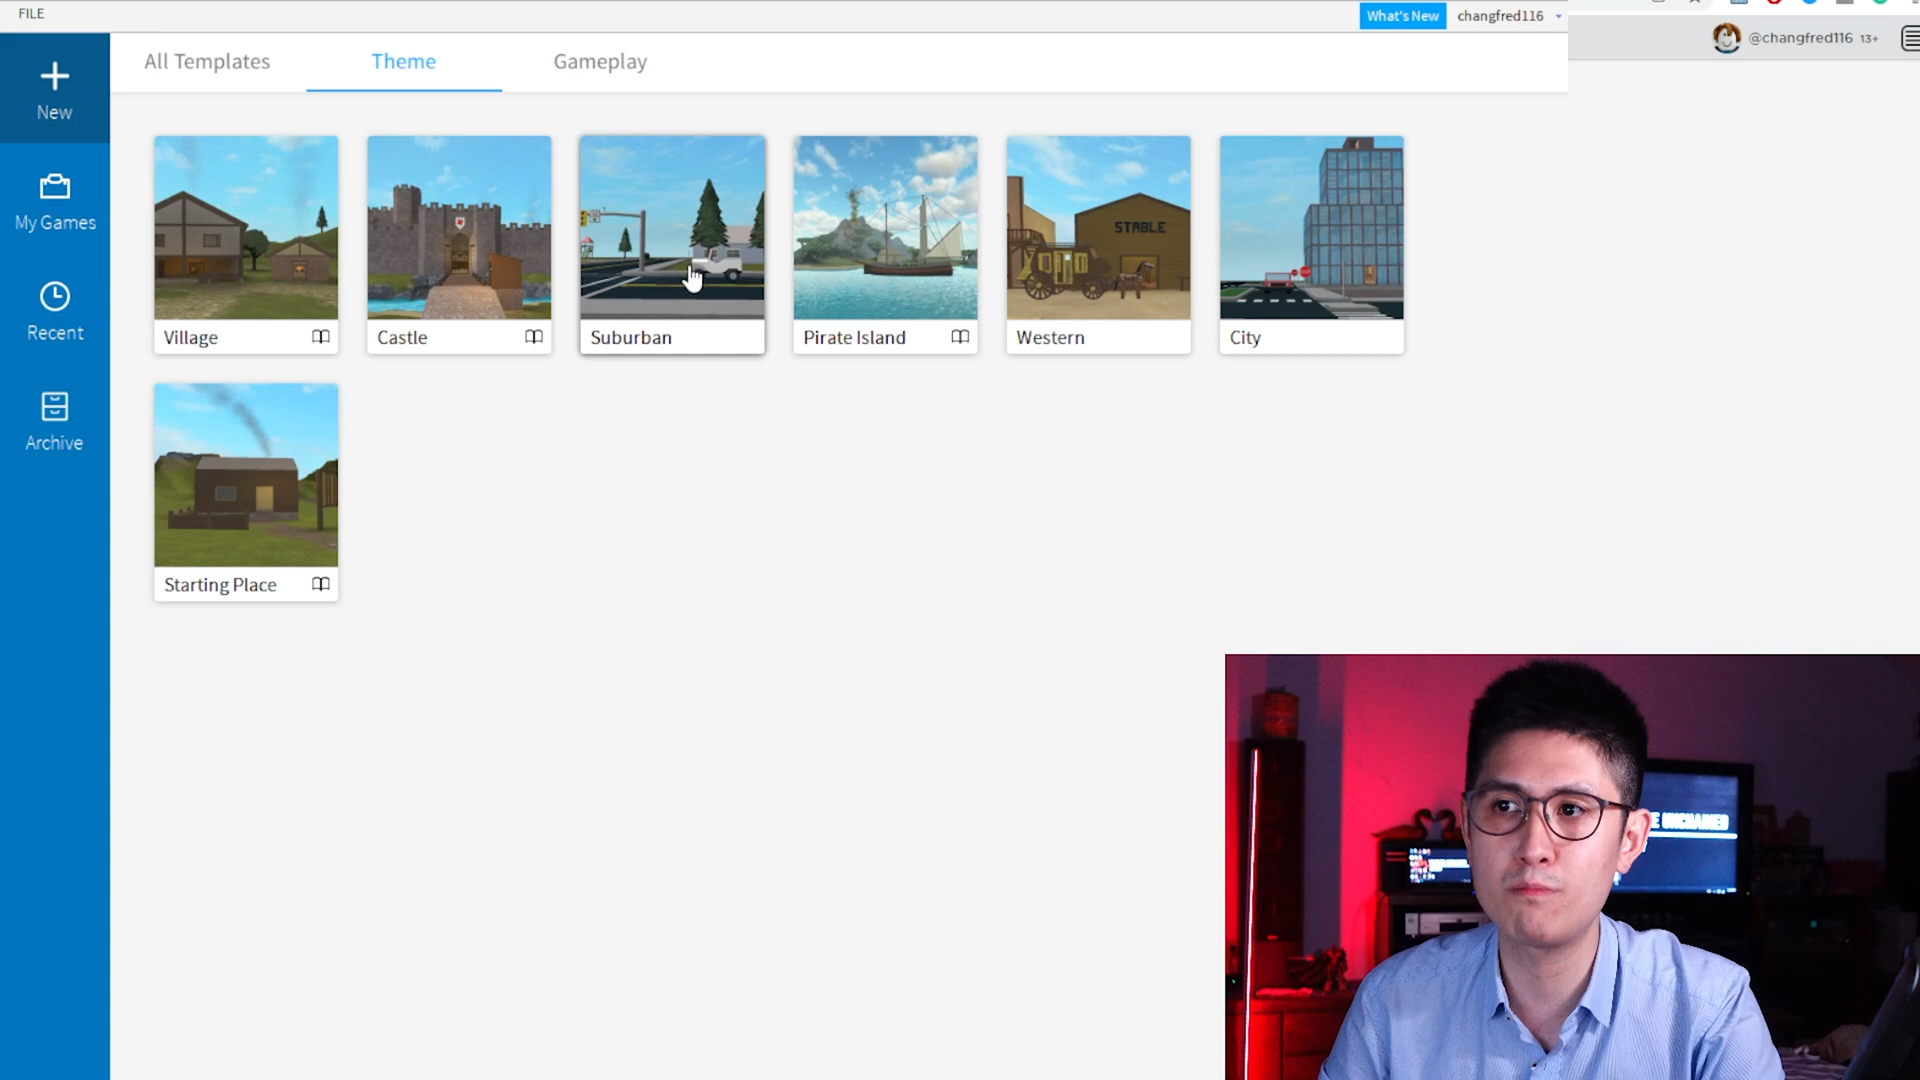 FILE
What's New changfred116
@changfred116 13+
All Templates Theme Gameplay
New
My Games
Recent
Archive
STABLE
Village Castle Suburban Pirate Island Western City
Starting Place
UNCHAINED